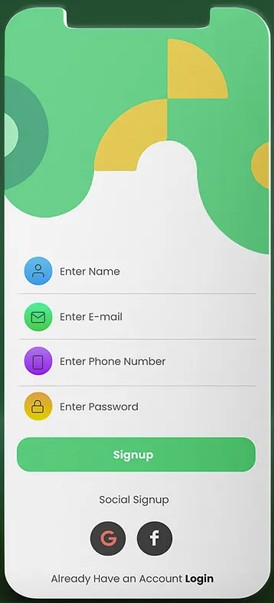 Enter Name
Enter E-mail
Enter Phone Number
Enter Password
Signup
Social Signup
G f
Already Have an Account Login